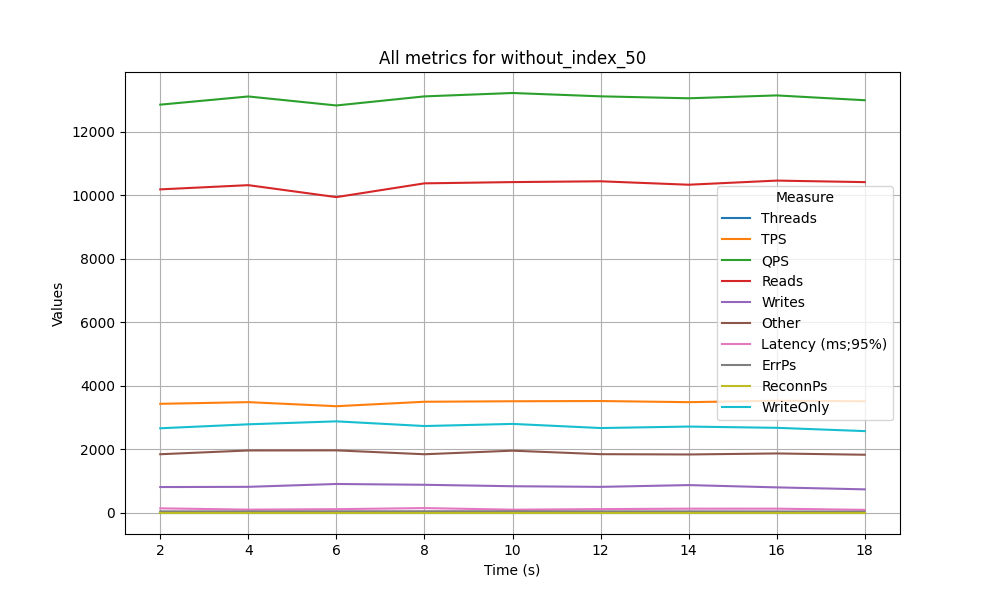 All metrics for without_index_50
Values
12000
10000
8000
6000
4000
2000
0
Measure
Threads
TPS
QPS
Reads
Writes
Other
Latency (ms;95%)
ErrPs
ReconnPs
WriteOnly
2 4 6 8 10 12 14 16 18
Time (s)